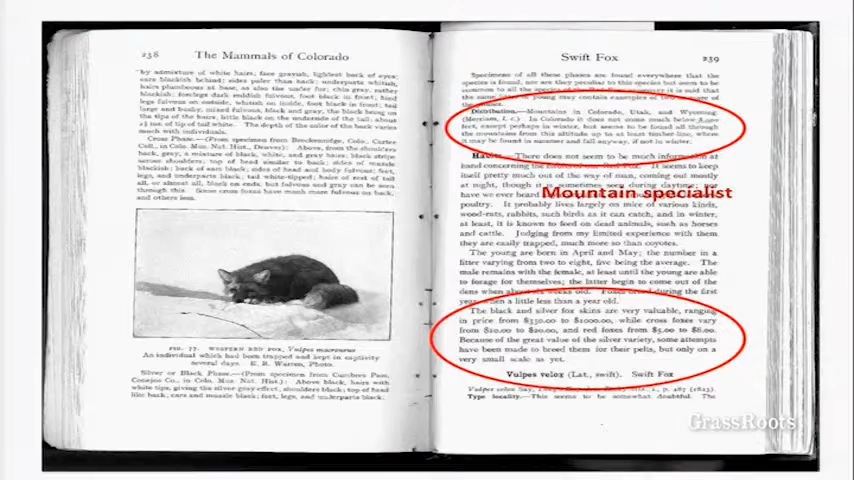 238 The Mammals of Colorado
by admixture of white hairs; face grayish, lightest back of eyes;
ears blackish behind; sides paler than back; underparts whitish,
hairs plumbeous at base, as also the under fur; chin gray, rather
blackish; forelegs dark reddish fulvous, foot black in front; hind
legs fulvous on outside, whitish on inside, foot black in front; tail
large and bushy, mixed fulvous, black and gray, the black being on
the tips of the hairs, little black on the underside of the tail; about
2½ ins. of tip of tail white. The depth of the color of the back varies
much with individuals.
Cross Phase.—(From specimen from Breckenridge, Colo., Carter
Coll., in Colo. Mus. Nat. Hist., Denver.) Above, from the shoulders
back, gray, a mixture of black, white, and gray hairs; black stripe
across shoulders; top of head similar to back; sides of muzzle
blackish; back of ears black; sides of head and body fulvous; feet,
legs, and underparts black; tail white-tipped; hairs of rest of tail
all, or almost all, black on ends, but fulvous and gray can be seen
through this. Some cross foxes have much more fulvous on back,
and others less.
FIG. 77. WESTERN RED FOX, Vulpes macrourus
An individual which had been trapped and kept in captivity
several days. E. R. Warren, Photo.
Silver or Black Phase.—(From specimen from Cumbres Pass,
Conejos Co., in Colo. Mus. Nat. Hist.) Above black, hairs with
white tips, giving the silver gray effect, shoulders black; top of head
like back, ears and muzzle black; feet, legs, and underparts black;
Swift Fox 239
Specimens of all these phases are found everywhere that the
species is found, nor are they peculiar to this species but seem to be
common to all the species of the
the same litter of young may contain examples of two or more of
the phases.
Distribution.—Mountains in Colorado, Utah, and Wyoming
(Merriam, l. c.) In Colorado it does not come much below 8,000
feet, except perhaps in winter, but seems to be found all through
the mountains from this altitude up to at least timber-line, where
it may be found in summer and fall anyway, if not in winter.
Habits. There does not seem to be much information at
hand concerning the
itself pretty much out of the way of man, coming out mostly
at night, though it is sometimes seen during daytime; nor
have we ever heard
Mountain specialist
poultry. It probably lives largely on mice of various kinds,
wood-rats, rabbits, such birds as it can catch, and in winter,
at least, it is known to feed on dead animals, such as horses
and cattle. Judging from my limited experience with them
they are easily trapped, much more so than coyotes.
The young are born in April and May; the number in a
litter varying from two to eight, five being the average. The
male remains with the female, at least until the young are able
to forage for themselves; the latter begin to come out of the
dens when about six weeks old. Foxes breed during the first
year, when a little less than a year old.
The black and silver fox skins are very valuable, ranging
in price from $350.00 to $1000.00, while cross foxes vary
from $10.00 to $20.00, and red foxes from $3.00 to $8.00.
Because of the great value of the silver variety, some attempts
have been made to breed them for their pelts, but only on a
very small scale as yet.
Vulpes velox (Lat., swift). Swift Fox
Vulpes velox Say, p. 487 (1823).
Type locality.—This seems to be somewhat doubtful. The
GrassRoots